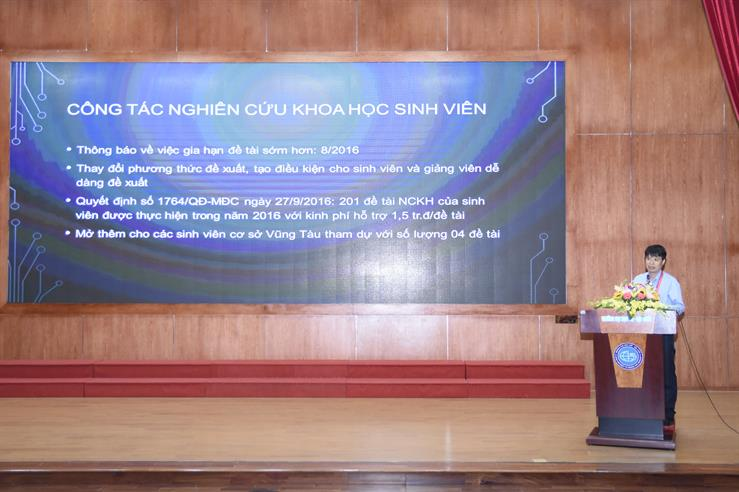 CÔNG TÁC NGHIÊN CỨU KHOA HỌC SINH VIÊN
Thông báo về việc gia hạn đề tài sớm hơn: 8/2016
Thay đổi phương thức đề xuất, tạo điều kiện cho sinh viên và giảng viên dễ
dàng đề xuất
Quyết định số 1764/QĐ-MĐC ngày 27/9/2016: 201 đề tài NCKH của sinh
viên được thực hiện trong năm 2016 với kinh phí hỗ trợ 1,5 tr.đ/đề tài
Mở thêm cho các sinh viên cơ sở Vũng Tàu tham dự với số lượng 04 đề tài